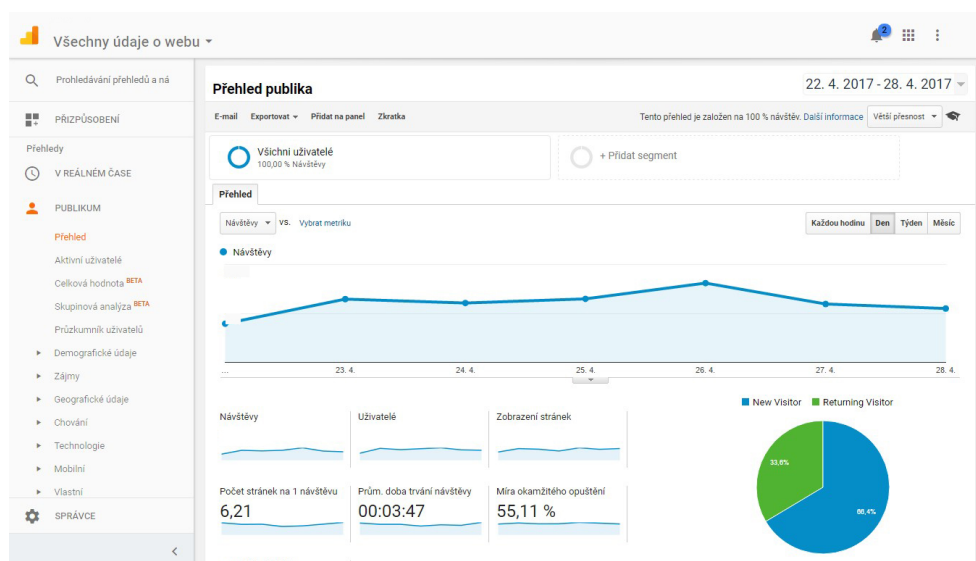 Všechny údaje o webu
2
Prohledávání přehledů a ná
PŘIZPŮSOBENÍ
Přehledy
V REÁLNÉM ČASE
PUBLIKUM
Přehled
Aktivní uživatelé
Celková hodnota BETA
Skupinová analýza BETA
Průzkumník uživatelů
Demografické údaje
Zájmy
Geografické údaje
Chování
Technologie
Mobilní
Vlastní
SPRÁVCE
Přehled publika
22. 4. 2017 - 28. 4. 2017
E-mail Exportovat Přidat na panel Zkratka
Tento přehled je založen na 100 % návštěv. Další informace Větší přesnost
Všichni uživatelé
100,00 % Návštěvy
+ Přidat segment
Přehled
Návštěvy VS. Vybrat metriku
Každou hodinu Den Týden Měsíc
Návštěvy
... 23. 4. 24. 4. 25. 4. 26. 4. 27. 4. 28. 4.
New Visitor Returning Visitor
Návštěvy Uživatelé Zobrazení stránek
33,6%
66,4%
Počet stránek na 1 návštěvu Prům. doba trvání návštěvy Míra okamžitého opuštění
6,21 00:03:47 55,11 %